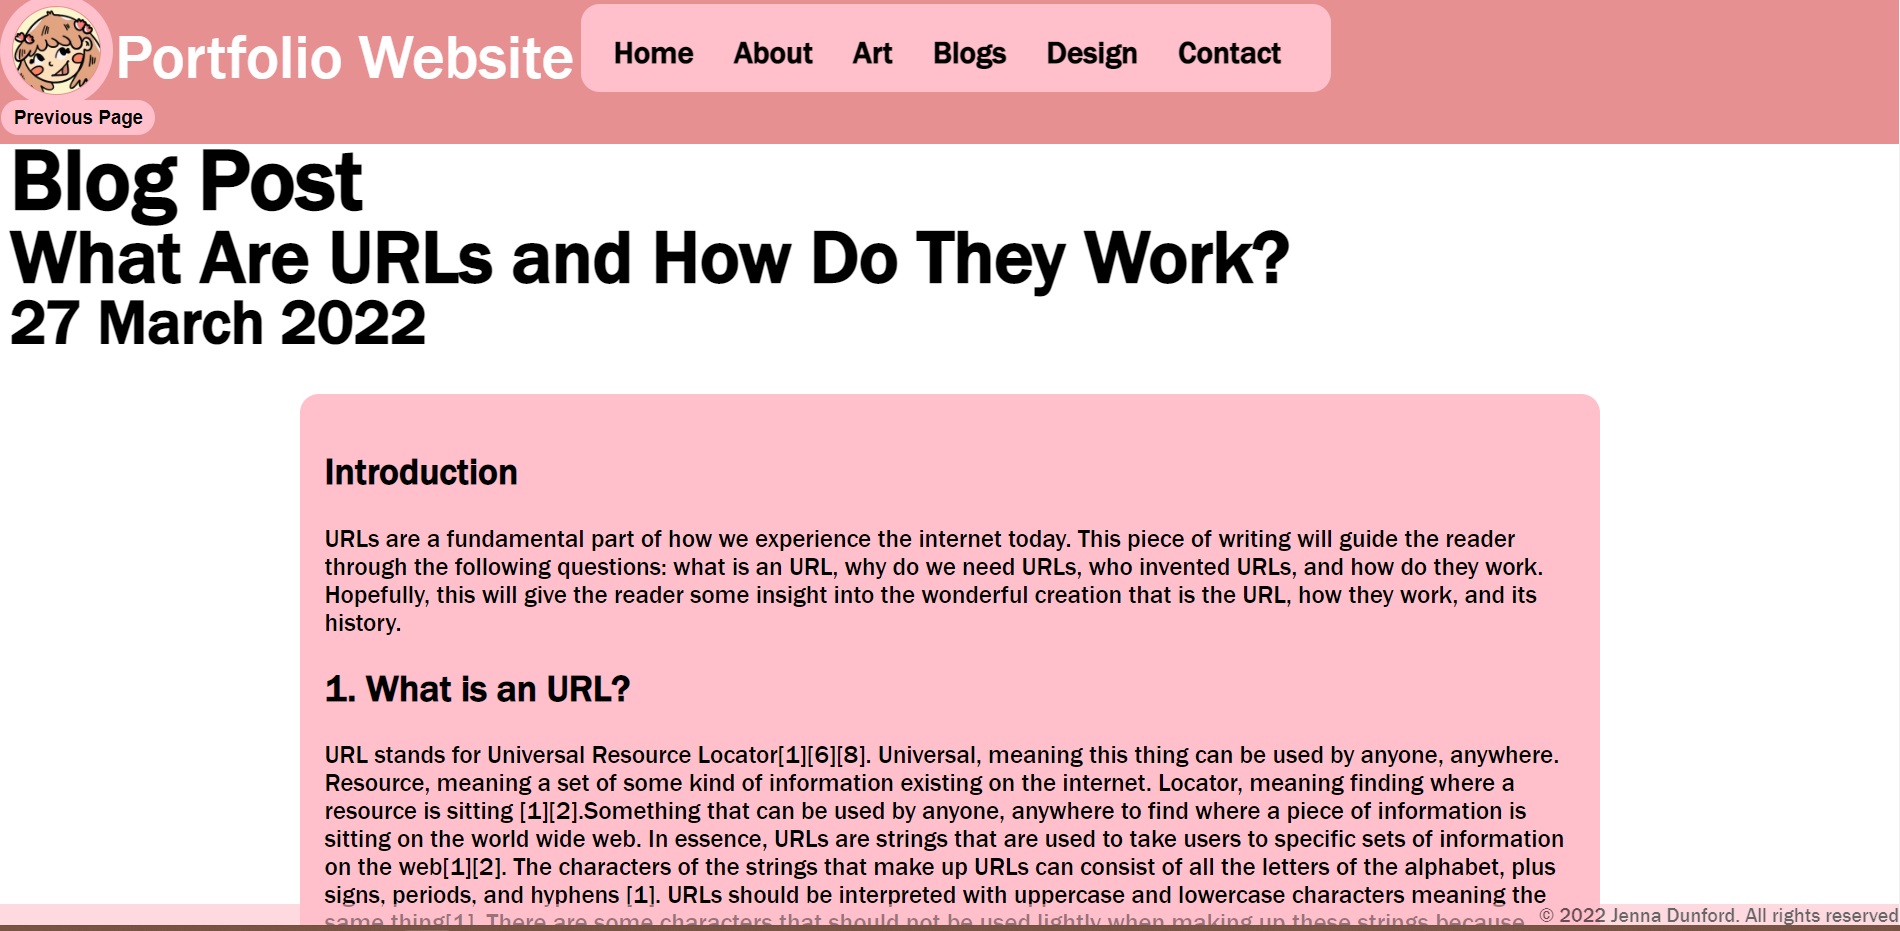 Portfolio Website
Home About Art Blogs Design Contact
Previous Page
Blog Post
What Are URLs and How Do They Work?
27 March 2022
Introduction
URLs are a fundamental part of how we experience the internet today. This piece of writing will guide the reader
through the following questions: what is an URL, why do we need URLs, who invented URLs, and how do they work.
Hopefully, this will give the reader some insight into the wonderful creation that is the URL, how they work, and its
history.
1. What is an URL?
URL stands for Universal Resource Locator[1][6][8]. Universal, meaning this thing can be used by anyone, anywhere.
Resource, meaning a set of some kind of information existing on the internet. Locator, meaning finding where a
resource is sitting [1][2].Something that can be used by anyone, anywhere to find where a piece of information is
sitting on the world wide web. In essence, URLs are strings that are used to take users to specific sets of information
on the web[1][2]. The characters of the strings that make up URLs can consist of all the letters of the alphabet, plus
signs, periods, and hyphens [1]. URLs should be interpreted with uppercase and lowercase characters meaning the
same thing[1]. There are some characters that should not be used lightly when making up these strings because
© 2022 Jenna Dunford. All rights reserved